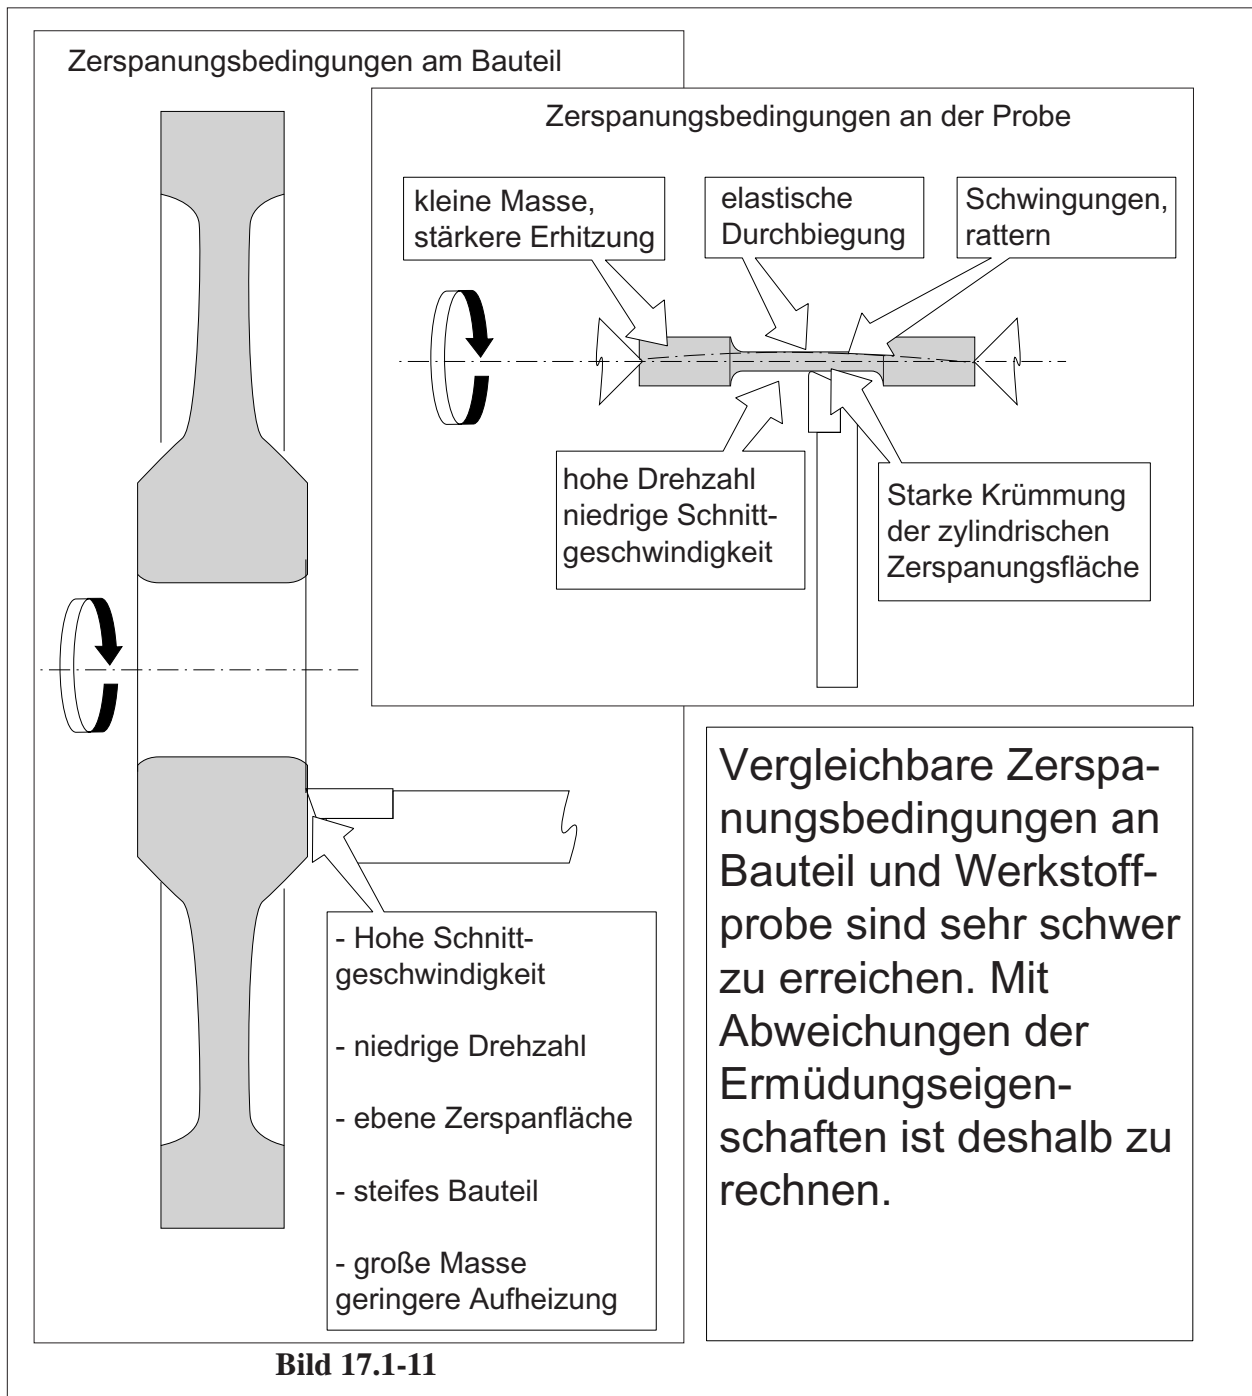 Zerspanungsbedingungen am Bauteil
Zerspanungsbedingungen an der Probe
kleine Masse,
stärkere Erhitzung
elastische
Durchbiegung
Schwingungen,
rattern
hohe Drehzahl
niedrige Schnitt-
geschwindigkeit
Starke Krümmung
der zylindrischen
Zerspanungsfläche
- Hohe Schnitt-
geschwindigkeit
- niedrige Drehzahl
- ebene Zerspanfläche
- steifes Bauteil
- große Masse
geringere Aufheizung
Vergleichbare Zerspa-
nungsbedingungen an
Bauteil und Werkstoff-
probe sind sehr schwer
zu erreichen. Mit
Abweichungen der
Ermüdungseigen-
schaften ist deshalb zu
rechnen.
Bild 17.1-11